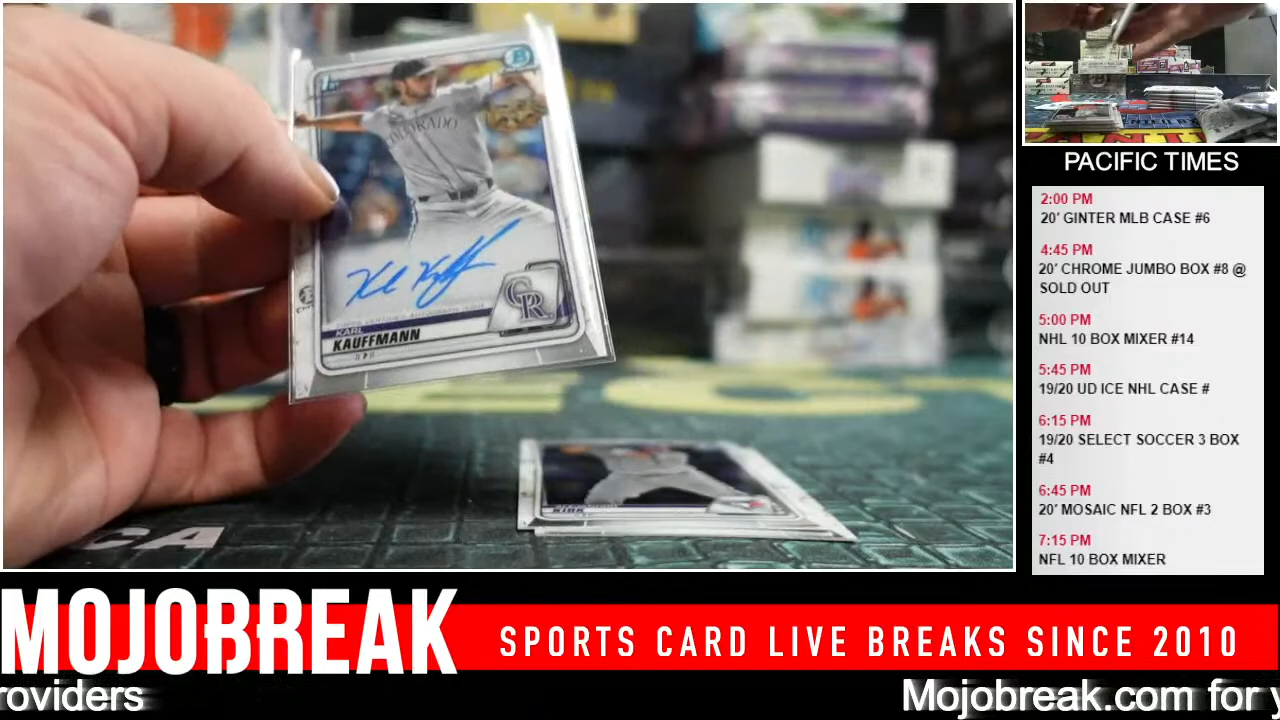 1st
B
KARL
KAUFFMANN
CR
KIRK
CA
PACIFIC TIMES
2:00 PM
20' GINTER MLB CASE #6
4:45 PM
20' CHROME JUMBO BOX #8 @
SOLD OUT
5:00 PM
NHL 10 BOX MIXER #14
5:45 PM
19/20 UD ICE NHL CASE #
6:15 PM
19/20 SELECT SOCCER 3 BOX
#4
6:45 PM
20' MOSAIC NFL 2 BOX #3
7:15 PM
NFL 10 BOX MIXER
MOJOBREAK
SPORTS CARD LIVE BREAKS SINCE 2010
roviders
Mojobreak.com for y